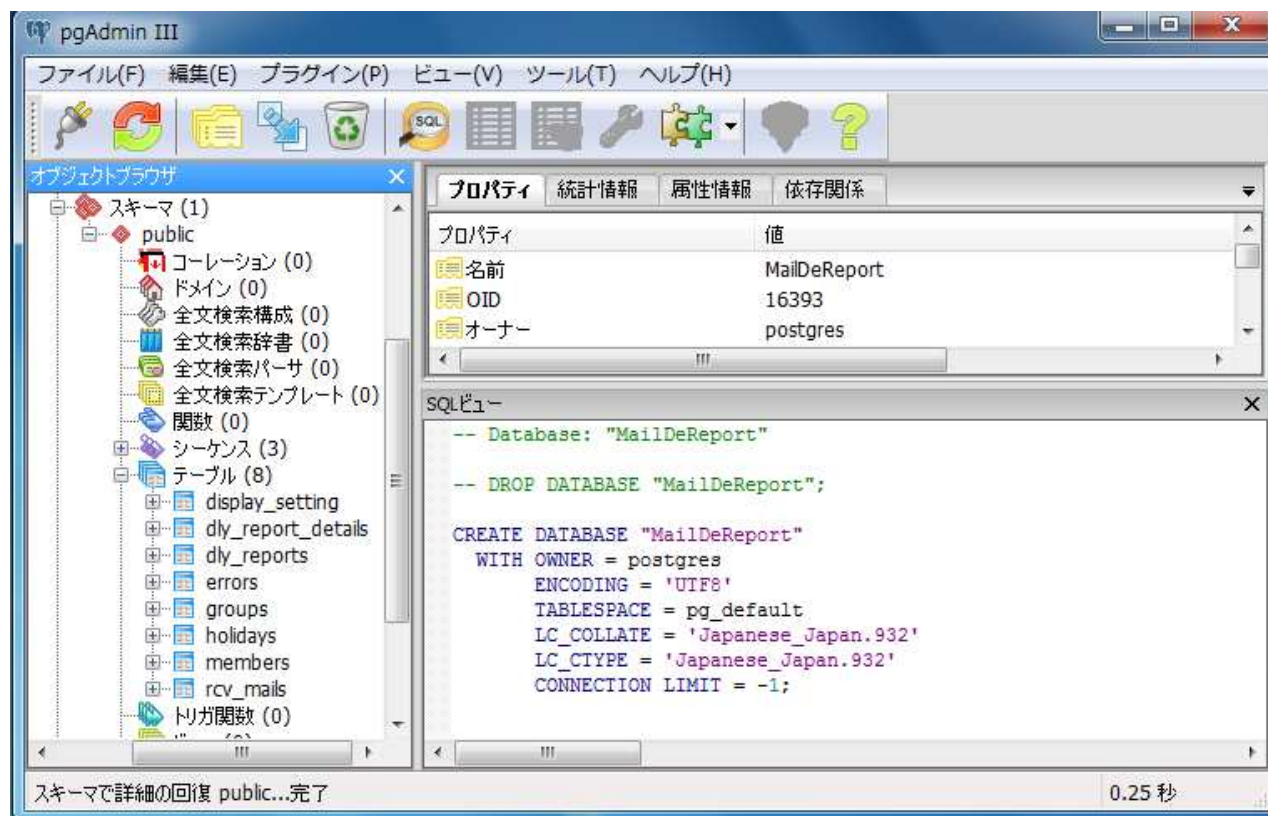 pgAdmin III
ファイル(F) 編集(E) プラグイン(P) ビュー(V) ツール(T) ヘルプ(H)
SQL
オブジェクトブラウザ
スキーマ (1)
public
コーレーション (0)
ドメイン (0)
全文検索構成 (0)
全文検索辞書 (0)
全文検索パーサ (0)
全文検索テンプレート (0)
関数 (0)
シーケンス (3)
テーブル (8)
display_setting
dly_report_details
dly_reports
errors
groups
holidays
members
rcv_mails
トリガ関数 (0)
プロパティ 統計情報 属性情報 依存関係
プロパティ 値
名前 MailDeReport
OID 16393
オーナー postgres
SQLビュー
-- Database: "MailDeReport"
-- DROP DATABASE "MailDeReport";
CREATE DATABASE "MailDeReport"
WITH OWNER = postgres
ENCODING = 'UTF8'
TABLESPACE = pg_default
LC_COLLATE = 'Japanese_Japan.932'
LC_CTYPE = 'Japanese_Japan.932'
CONNECTION LIMIT = -1;
スキーマで詳細の回復 public...完了 0.25 秒